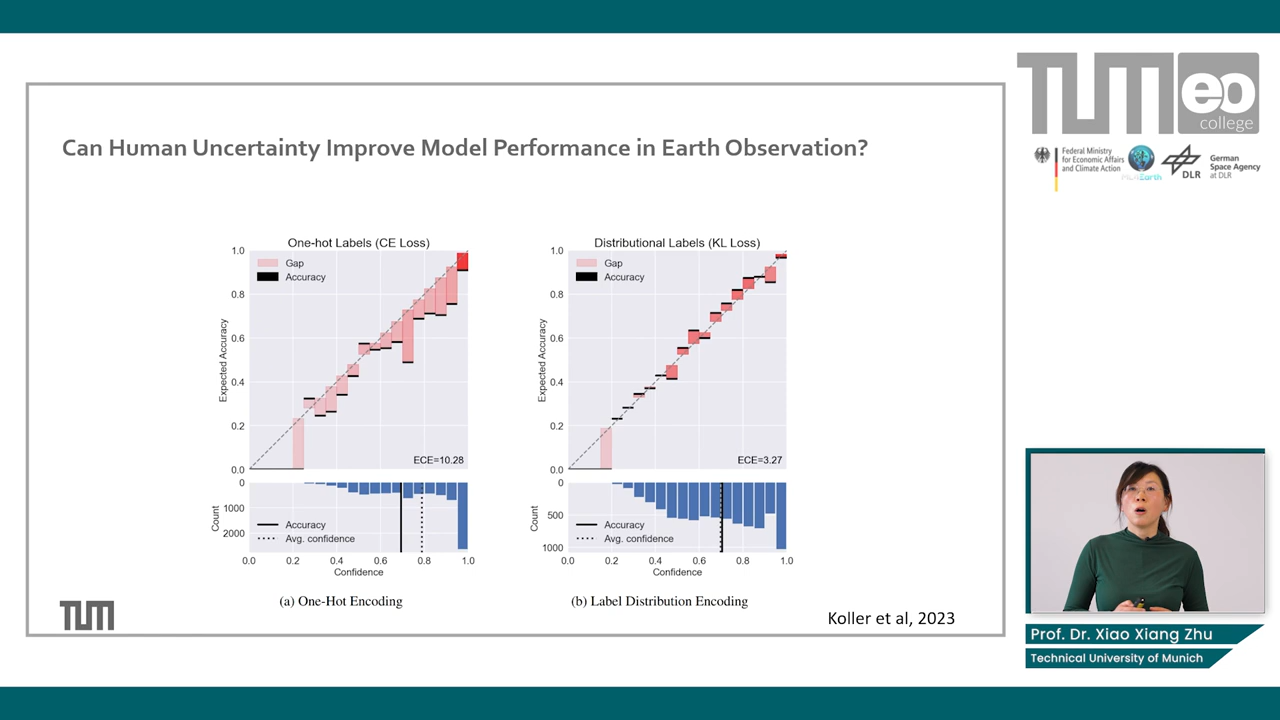 TUM eo
college
Federal Ministry
for Economic Affairs
and Climate Action
ML4Earth
DLR
German
Space Agency
at DLR
Can Human Uncertainty Improve Model Performance in Earth Observation?
One-hot Labels (CE Loss)
1.0
0.8
0.6
0.4
0.2
0.0
Expected Accuracy
Gap
Accuracy
ECE=10.28
0
1000
2000
Count
Accuracy
Avg. confidence
0.0 0.2 0.4 0.6 0.8 1.0
Confidence
(a) One-Hot Encoding
Distributional Labels (KL Loss)
1.0
0.8
0.6
0.4
0.2
0.0
Expected Accuracy
Gap
Accuracy
ECE=3.27
0
500
1000
Count
Accuracy
Avg. confidence
0.0 0.2 0.4 0.6 0.8 1.0
Confidence
(b) Label Distribution Encoding
TUM
Koller et al, 2023
Prof. Dr. Xiao Xiang Zhu
Technical University of Munich